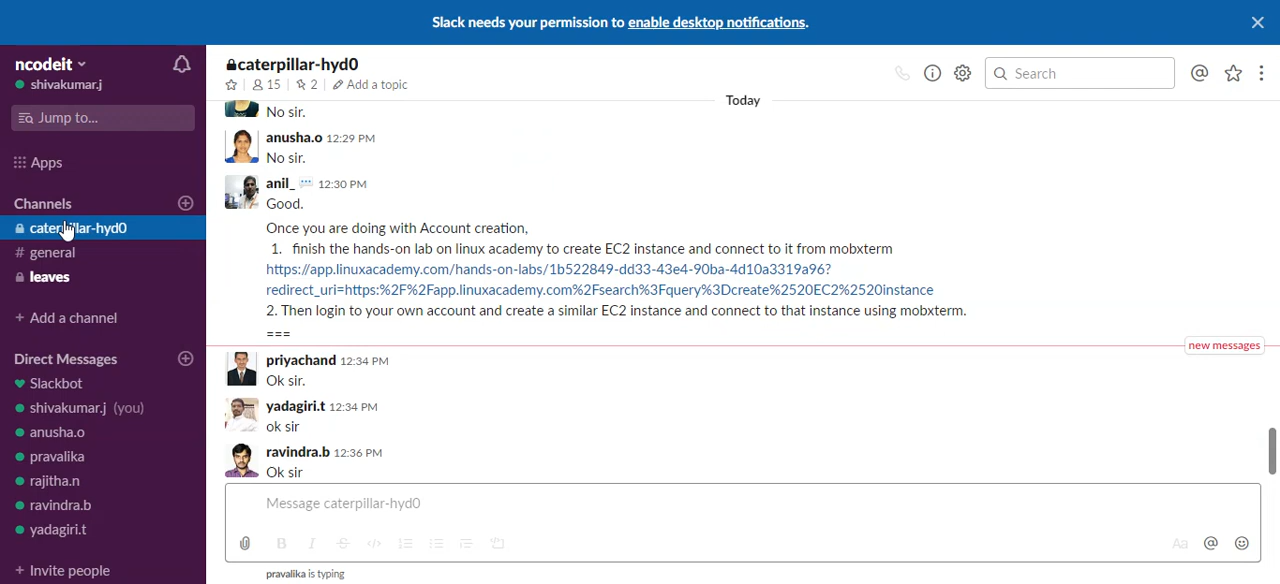 Slack needs your permission to enable desktop notifications.
ncodeit
shivakumar.j
Jump to...
Apps
Channels
caterpillar-hyd0
# general
leaves
+ Add a channel
Direct Messages
Slackbot
shivakumar.j (you)
anusha.o
pravalika
rajitha.n
ravindra.b
yadagiri.t
+ Invite people
caterpillar-hyd0
15 | 2 | Add a topic
Search
Today
No sir.
anusha.o 12:29 PM
No sir.
anil_ 12:30 PM
Good.
Once you are doing with Account creation,
1. finish the hands-on lab on linux academy to create EC2 instance and connect to it from mobxterm
https://app.linuxacademy.com/hands-on-labs/1b522849-dd33-43e4-90ba-4d10a3319a96?
redirect_uri=https:%2F%2Fapp.linuxacademy.com%2Fsearch%3Fquery%3Dcreate%2520EC2%2520instance
2. Then login to your own account and create a similar EC2 instance and connect to that instance using mobxterm.
===
new messages
priyachand 12:34 PM
Ok sir.
yadagiri.t 12:34 PM
ok sir
ravindra.b 12:36 PM
Ok sir
Message caterpillar-hyd0
B I S </> Aa @
pravalika is typing